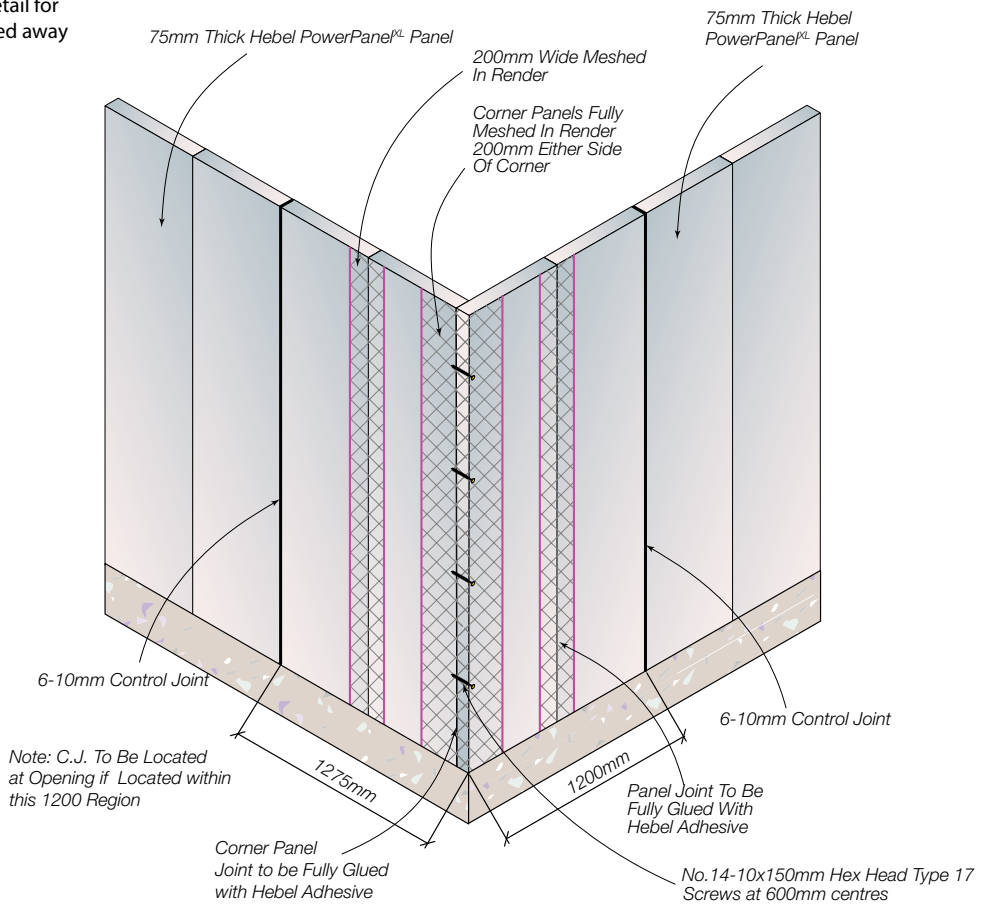 etail for
ed away
75mm Thick Hebel PowerPanelXL Panel
75mm Thick Hebel
PowerPanelXL Panel
200mm Wide Meshed
In Render
Corner Panels Fully
Meshed In Render
200mm Either Side
Of Corner
6-10mm Control Joint
6-10mm Control Joint
Note: C.J. To Be Located
at Opening if Located within
this 1200 Region
1275mm
1200mm
Panel Joint To Be
Fully Glued With
Hebel Adhesive
Corner Panel
Joint to be Fully Glued
with Hebel Adhesive
No.14-10x150mm Hex Head Type 17
Screws at 600mm centres